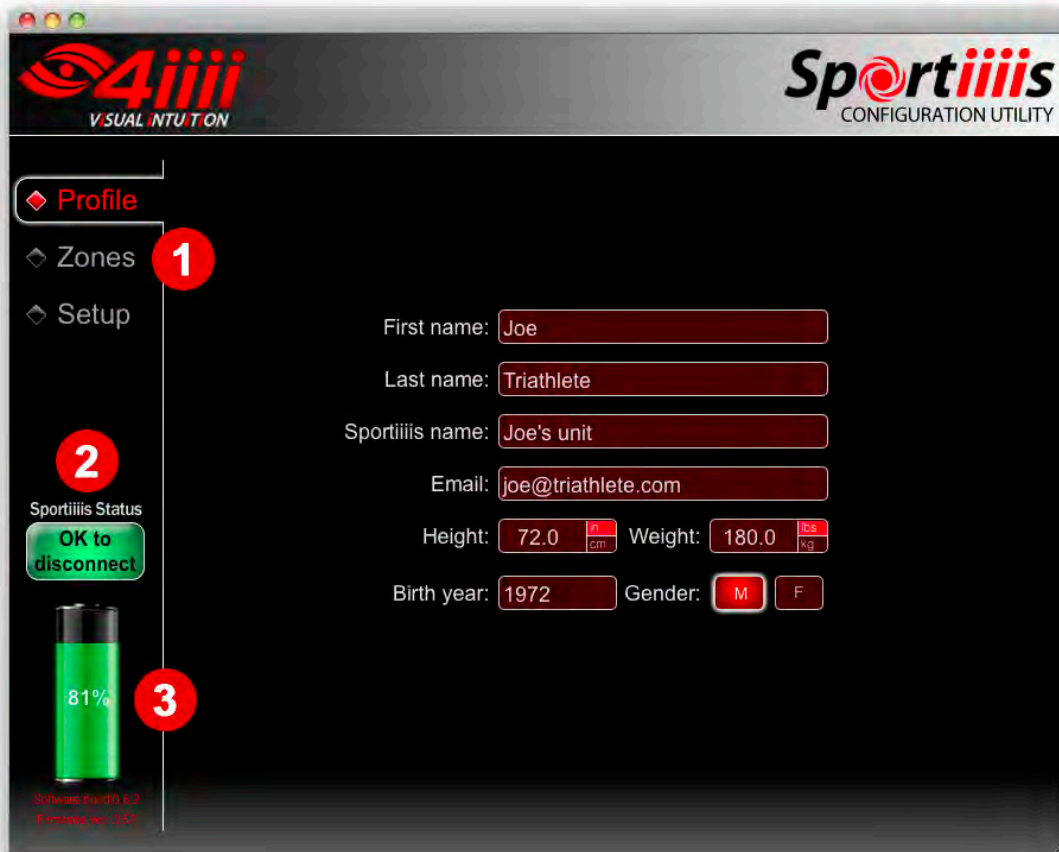 4iiii
VISUAL INTUITION
Sportiiiis
CONFIGURATION UTILITY
Profile
Zones
1
Setup
First name: Joe
Last name: Triathlete
Sportiiiis name: Joe's unit
Email: joe@triathlete.com
Height: 72.0 in cm Weight: 180.0 lbs kg
Birth year: 1972 Gender: M F
2
Sportiiiis Status
OK to
disconnect
81%
3
Software